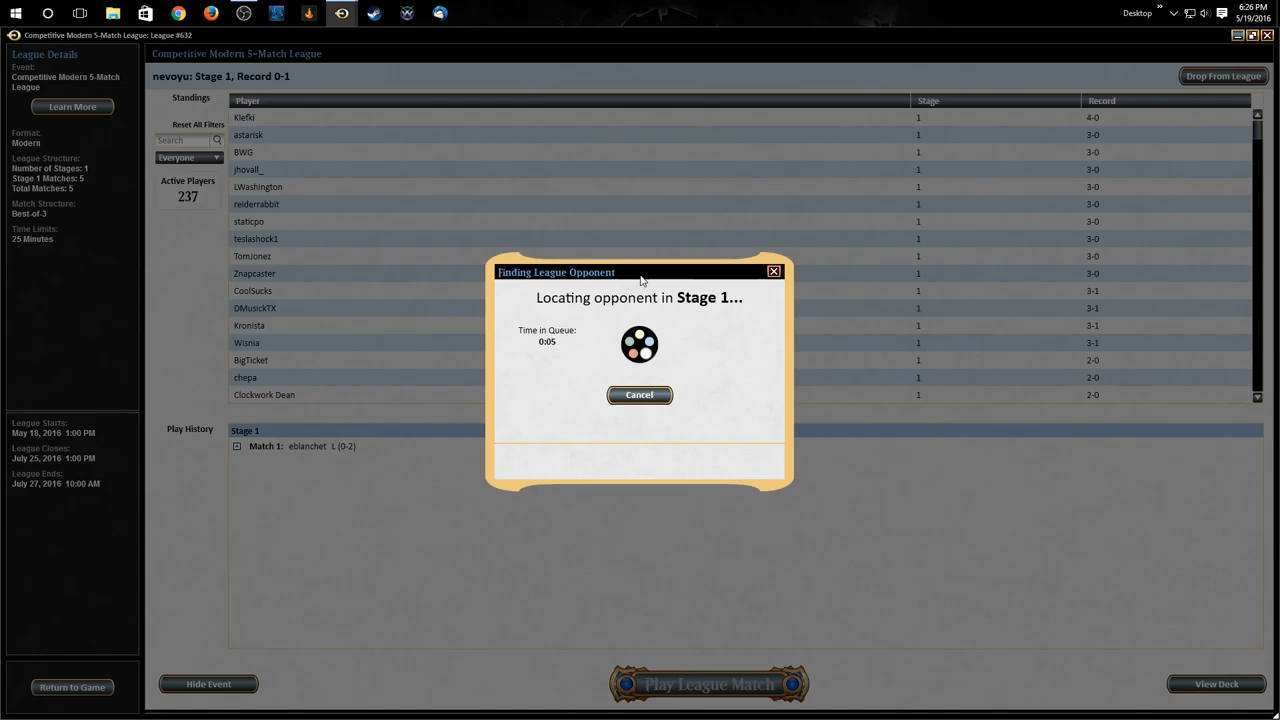 Desktop
»
6:26 PM
5/19/2016
Competitive Modern 5-Match League: League #632
League Details
Event:
Competitive Modern 5-Match
League
Learn More
Format:
Modern
League Structure:
Number of Stages: 1
Stage 1 Matches: 5
Total Matches: 5
Match Structure:
Best-of-3
Time Limits:
25 Minutes
League Starts:
May 18, 2016 1:00 PM
League Closes:
July 25, 2016 1:00 PM
League Ends:
July 27, 2016 10:00 AM
Return to Game
Competitive Modern 5-Match League
nevoyu: Stage 1, Record 0-1
Drop From League
Standings
Reset All Filters
Search
Everyone
Active Players
237
Player Stage Record
Klefki 1 4-0
astarisk 1 3-0
BWG 1 3-0
jhovall_ 1 3-0
LWashington 1 3-0
reiderrabbit 1 3-0
staticpo 1 3-0
teslashock1 1 3-0
TomJonez 1 3-0
Znapcaster 1 3-0
CoolSucks 1 3-1
DMusickTX 1 3-1
Kronista 1 3-1
Wisnia 1 3-1
BigTicket 1 2-0
chepa 1 2-0
Clockwork Dean 1 2-0
Finding League Opponent
Locating opponent in Stage 1...
Time in Queue:
0:05
Cancel
Play History
Stage 1
Match 1: eblanchet L (0-2)
Hide Event
Play League Match
View Deck